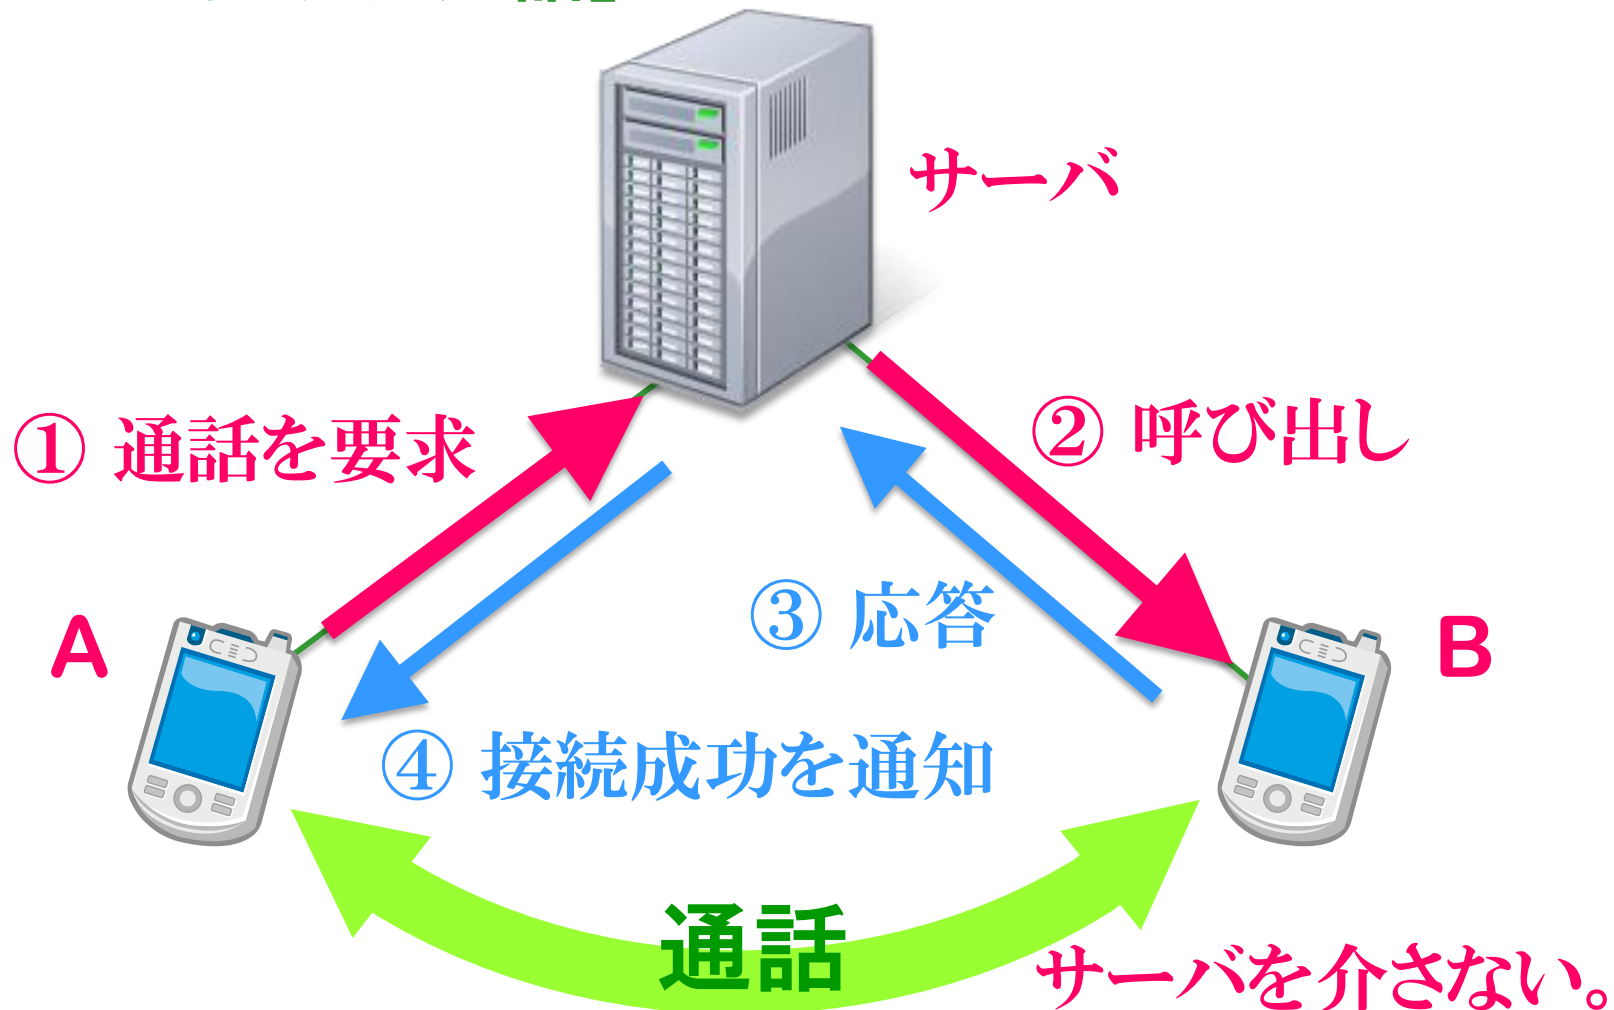 サーバ
① 通話を要求
② 呼び出し
③ 応答
A
B
④ 接続成功を通知
通話
サーバを介さない。